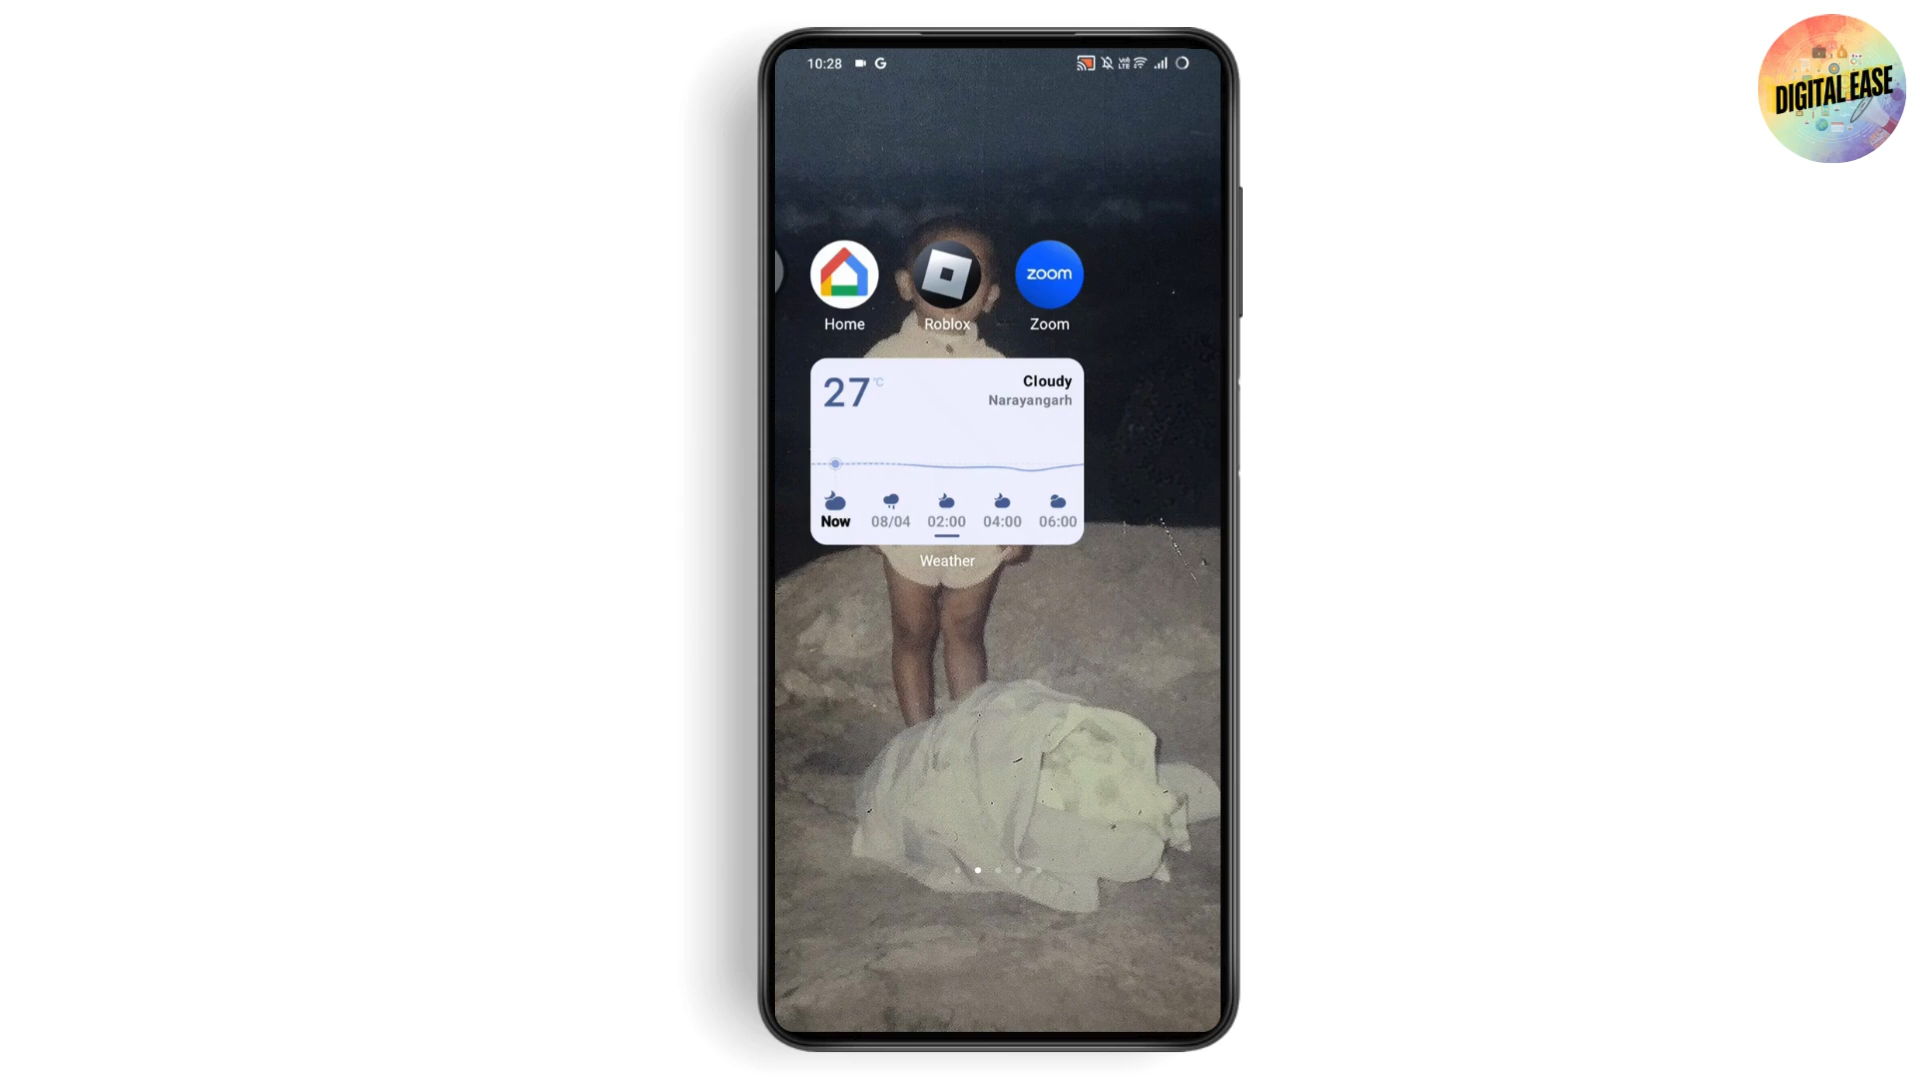 10:28
DIGITAL EASE
zoom
Home
Roblox
Zoom
27 °C
Cloudy
Narayangarh
Now
08/04
02:00
04:00
06:00
Weather